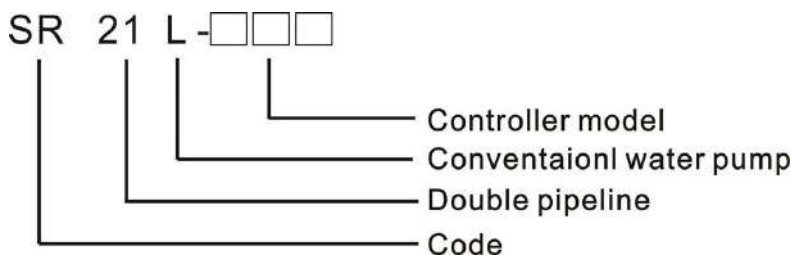 SR 21 L -□□□
Controller model
Conventaionl water pump
Double pipeline
Code